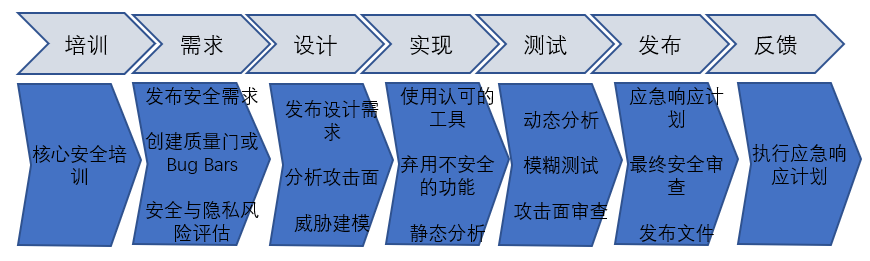 培训
需求
设计
实现
测试
发布
反馈
核心安全培
训
发布安全需求
创建质量门或
Bug Bars
安全与隐私风
险评估
发布设计需
求
分析攻击面
威胁建模
使用认可的
工具
弃用不安全
的功能
静态分析
动态分析
模糊测试
攻击面审查
应急响应计
划
最终安全审
查
发布文件
执行应急响
应计划